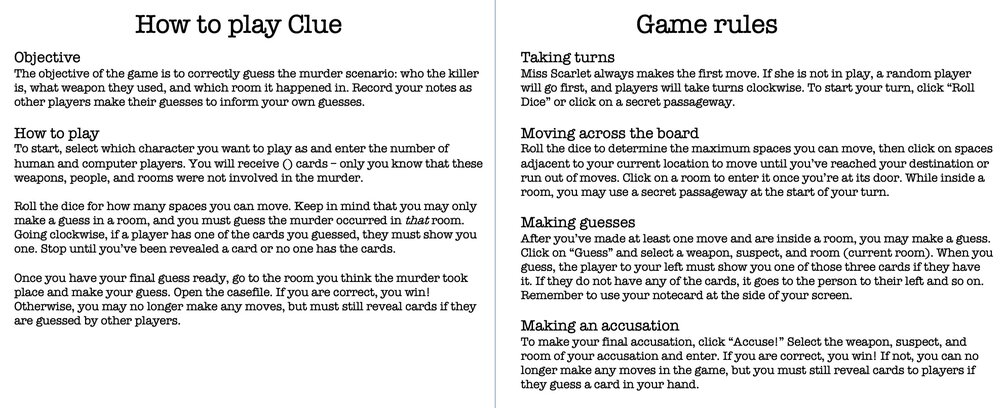 How to play Clue
Objective
The objective of the game is to correctly guess the murder scenario: who the killer
is, what weapon they used, and which room it happened in. Record your notes as
other players make their guesses to inform your own guesses.
How to play
To start, select which character you want to play as and enter the number of
human and computer players. You will receive () cards – only you know that these
weapons, people, and rooms were not involved in the murder.
Roll the dice for how many spaces you can move. Keep in mind that you may only
make a guess in a room, and you must guess the murder occurred in that room.
Going clockwise, if a player has one of the cards you guessed, they must show you
one. Stop until you've been revealed a card or no one has the cards.
Once you have your final guess ready, go to the room you think the murder took
place and make your guess. Open the casefile. If you are correct, you win!
Otherwise, you may no longer make any moves, but must still reveal cards if they
are guessed by other players.
Game rules
Taking turns
Miss Scarlet always makes the first move. If she is not in play, a random player
will go first, and players will take turns clockwise. To start your turn, click “Roll
Dice” or click on a secret passageway.
Moving across the board
Roll the dice to determine the maximum spaces you can move, then click on spaces
adjacent to your current location to move until you've reached your destination or
run out of moves. Click on a room to enter it once you're at its door. While inside a
room, you may use a secret passageway at the start of your turn.
Making guesses
After you've made at least one move and are inside a room, you may make a guess.
Click on “Guess” and select a weapon, suspect, and room (current room). When you
guess, the player to your left must show you one of those three cards if they have
it. If they do not have any of the cards, it goes to the person to their left and so on.
Remember to use your notecard at the side of your screen.
Making an accusation
To make your final accusation, click “Accuse!” Select the weapon, suspect, and
room of your accusation and enter. If you are correct, you win! If not, you can no
longer make any moves in the game, but you must still reveal cards to players if
they guess a card in your hand.